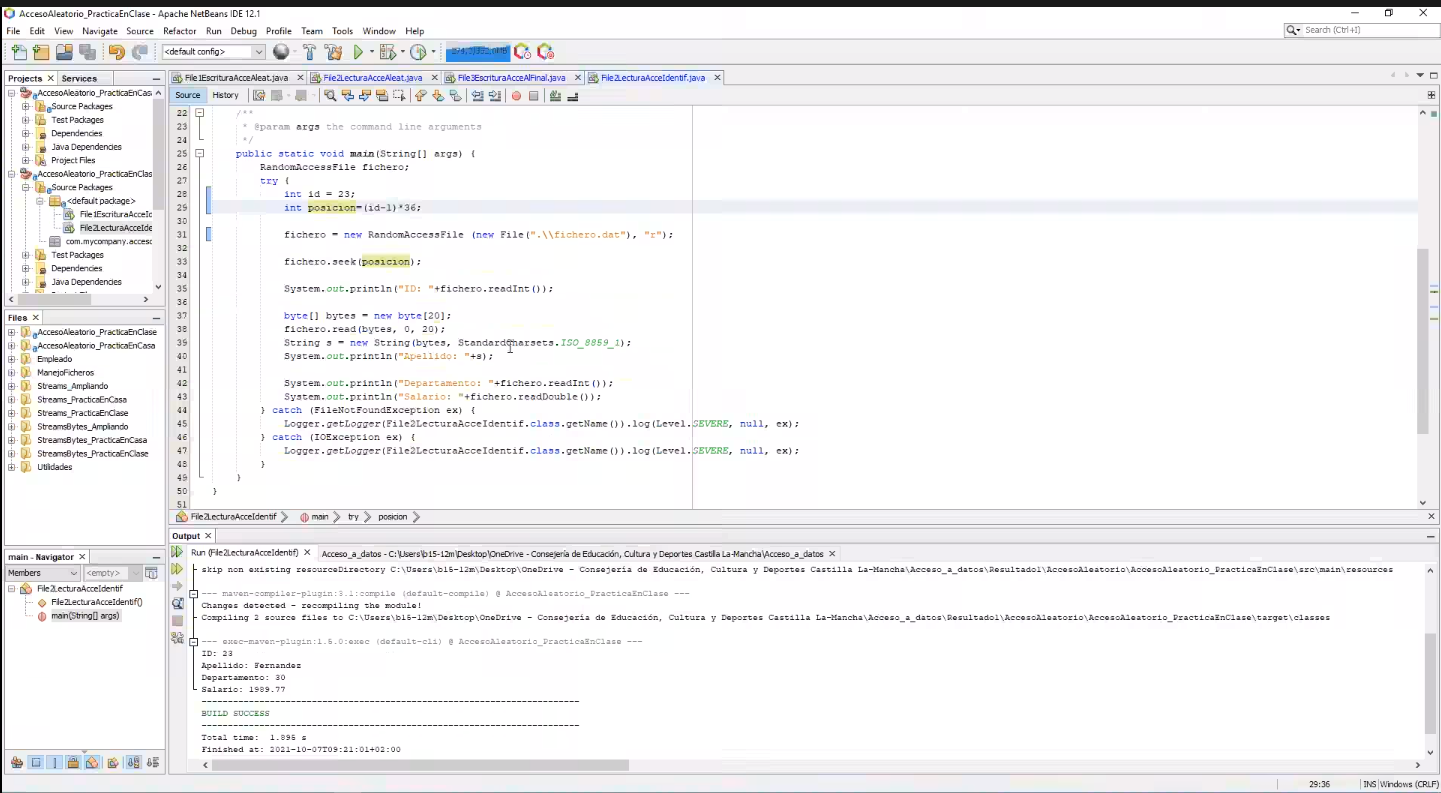 AccesoAleatorio_PracticaEnClase - Apache NetBeans IDE 12.1
File Edit View Navigate Source Refactor Run Debug Profile Team Tools Window Help
Search (Ctrl+I)
<default config>
Projects Services
File1EscrituraAcceAleat.java File2LecturaAcceAleat.java File3EscrituraAcceAlFinal.java File2LecturaAcceIdentif.java
Source History
AccesoAleatorio_PracticaEnCasa
Source Packages
Test Packages
Dependencies
Java Dependencies
Project Files
AccesoAleatorio_PracticaEnClas
Source Packages
<default package>
File1EscrituraAcceId
File2LecturaAcceIde
com.mycompany.acceso
Test Packages
Dependencies
Java Dependencies
22 /**
23 * @param args the command line arguments
24 */
25 public static void main(String[] args) {
26 RandomAccessFile fichero;
27 try {
28 int id = 23;
29 int posicion=(id-1)*36;
30
31 fichero = new RandomAccessFile (new File(".\\fichero.dat"), "r");
32
33 fichero.seek(posicion);
34
35 System.out.println("ID: "+fichero.readInt());
36
37 byte[] bytes = new byte[20];
38 fichero.read(bytes, 0, 20);
39 String s = new String(bytes, StandardCharsets.ISO_8859_1);
40 System.out.println("Apellido: "+s);
41
42 System.out.println("Departamento: "+fichero.readInt());
43 System.out.println("Salario: "+fichero.readDouble());
44 } catch (FileNotFoundException ex) {
45 Logger.getLogger(File2LecturaAcceIdentif.class.getName()).log(Level.SEVERE, null, ex);
46 } catch (IOException ex) {
47 Logger.getLogger(File2LecturaAcceIdentif.class.getName()).log(Level.SEVERE, null, ex);
48 }
49 }
50 }
51
File2LecturaAcceIdentif main try posicion
Files
AccesoAleatorio_PracticaEnClase
AccesoAleatorio_PracticaEnCasa
Empleado
ManejoFicheros
Streams_Ampliando
Streams_PracticaEnCasa
Streams_PracticaEnClase
StreamsBytes_Ampliando
StreamsBytes_PracticaEnCasa
StreamsBytes_PracticaEnClase
Utilidades
main - Navigator
Members <empty>
File2LecturaAcceIdentif
File2LecturaAcceIdentif()
main(String[] args)
Output
Run (File2LecturaAcceIdentif) Acceso_a_datos - C:\Users\b15-12m\Desktop\OneDrive - Consejería de Educación, Cultura y Deportes Castilla La-Mancha\Acceso_a_datos
skip non existing resourceDirectory C:\Users\b15-12m\Desktop\OneDrive - Consejería de Educación, Cultura y Deportes Castilla La-Mancha\Acceso_a_datos\Resultado1\AccesoAleatorio\AccesoAleatorio_PracticaEnClase\src\main\resources
--- maven-compiler-plugin:3.1:compile (default-compile) @ AccesoAleatorio_PracticaEnClase ---
Changes detected - recompiling the module!
Compiling 2 source files to C:\Users\b15-12m\Desktop\OneDrive - Consejería de Educación, Cultura y Deportes Castilla La-Mancha\Acceso_a_datos\Resultado1\AccesoAleatorio\AccesoAleatorio_PracticaEnClase\target\classes
--- exec-maven-plugin:1.5.0:exec (default-cli) @ AccesoAleatorio_PracticaEnClase ---
ID: 23
Apellido: Fernandez
Departamento: 30
Salario: 1989.77
BUILD SUCCESS
Total time: 1.895 s
Finished at: 2021-10-07T09:21:01+02:00
29:36 INS Windows (CRLF)